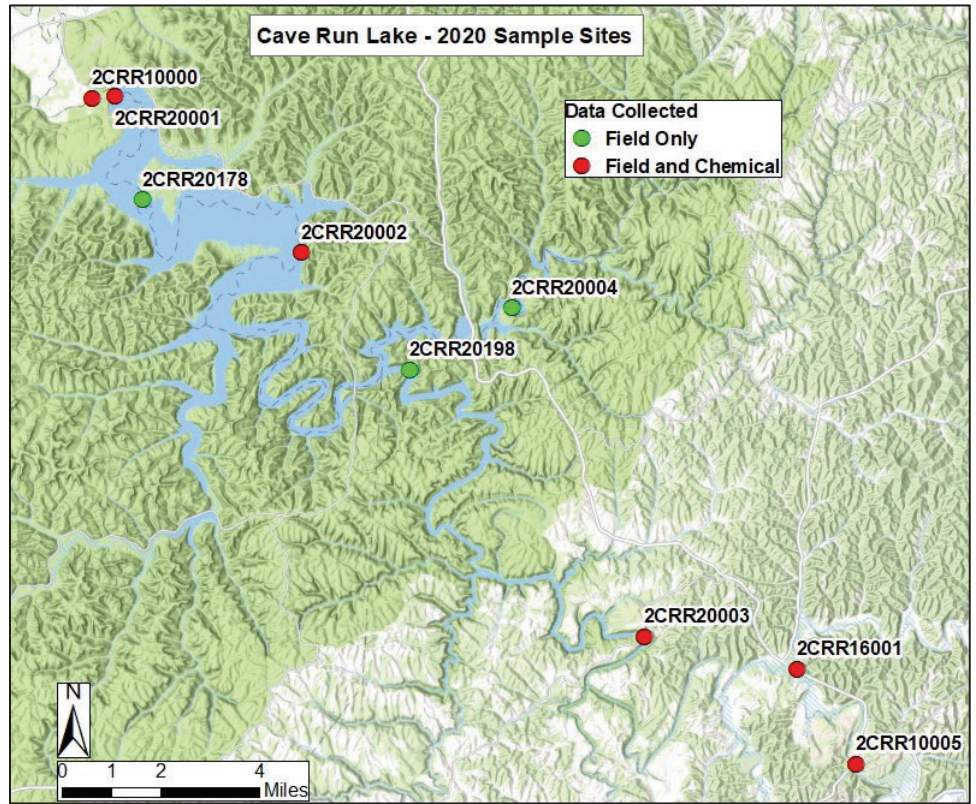 Cave Run Lake - 2020 Sample Sites
2CRR10000
2CRR20001
Data Collected
Field Only
Field and Chemical
2CRR20178
2CRR20002
2CRR20004
2CRR20198
2CRR20003
2CRR16001
2CRR10005
N
0 1 2 4
Miles